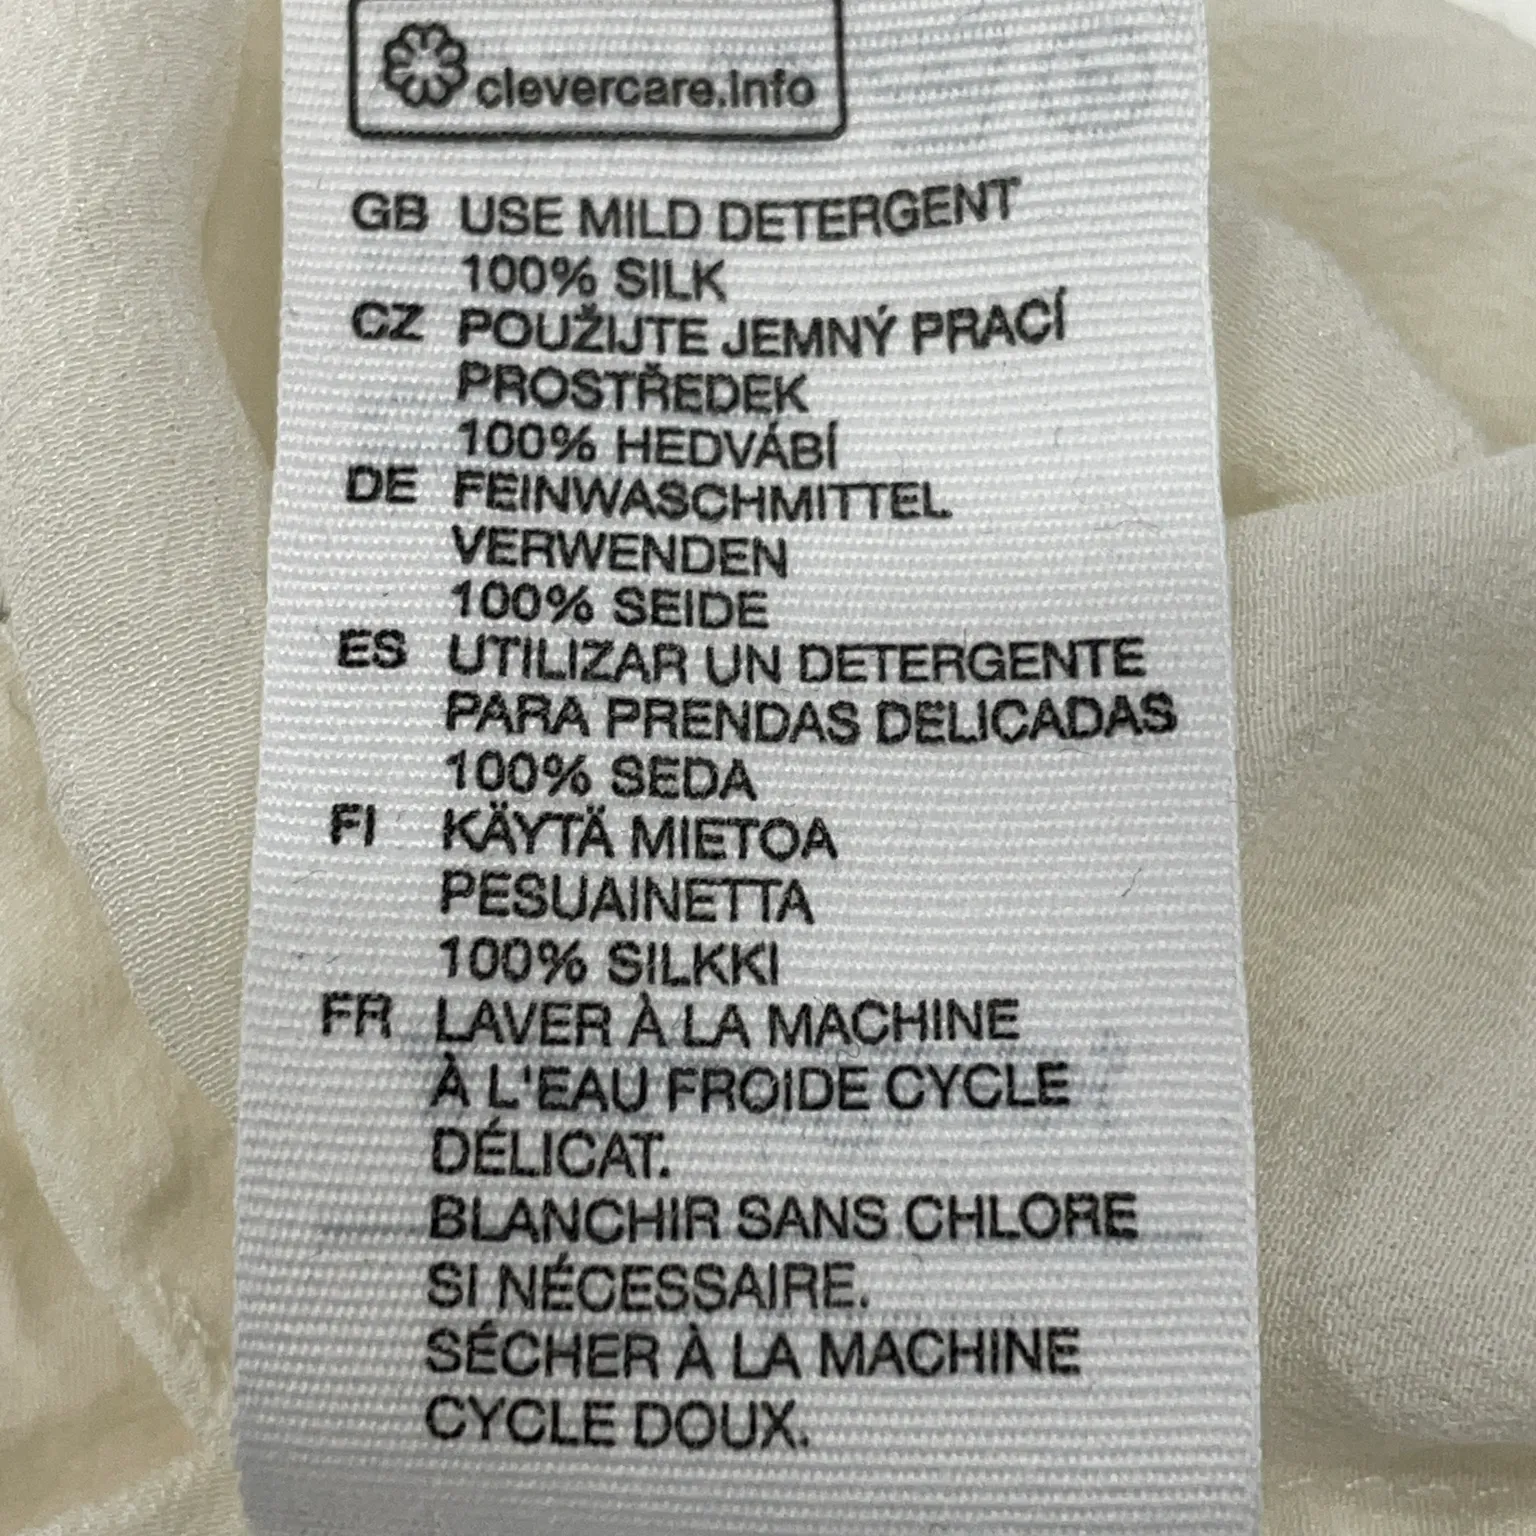 clevercare.info
GB USE MILD DETERGENT
100% SILK
CZ POUŽIJTE JEMNÝ PRACÍ
PROSTŘEDEK
100% HEDVÁBÍ
DE FEINWASCHMITTEL
VERWENDEN
100% SEIDE
ES UTILIZAR UN DETERGENTE
PARA PRENDAS DELICADAS
100% SEDA
FI KÄYTÄ MIETOA
PESUAINETTA
100% SILKKI
FR LAVER À LA MACHINE
À L'EAU FROIDE CYCLE
DÉLICAT.
BLANCHIR SANS CHLORE
SI NÉCESSAIRE.
SÉCHER À LA MACHINE
CYCLE DOUX.